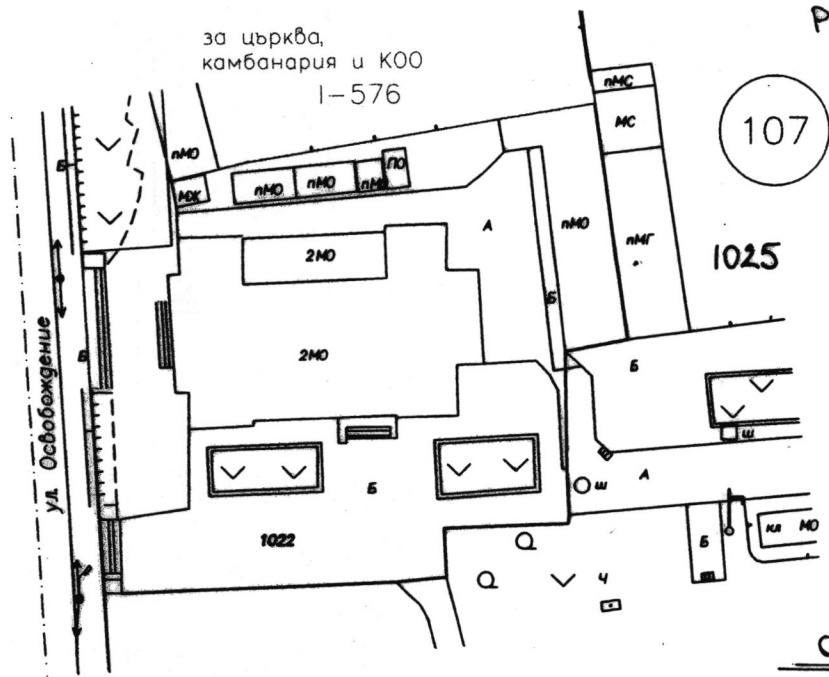 за църква,
камбанария и КОО
I-576
107
1025
пМС
МС
пМО
МЖ
пМО
пМО
пМО
ПО
пМО
пМГ
А
Б
Б
2МО
2МО
Б
Б
ул. Освобождение
ш
Б
ш
А
1022
Б
кл МО
Ч